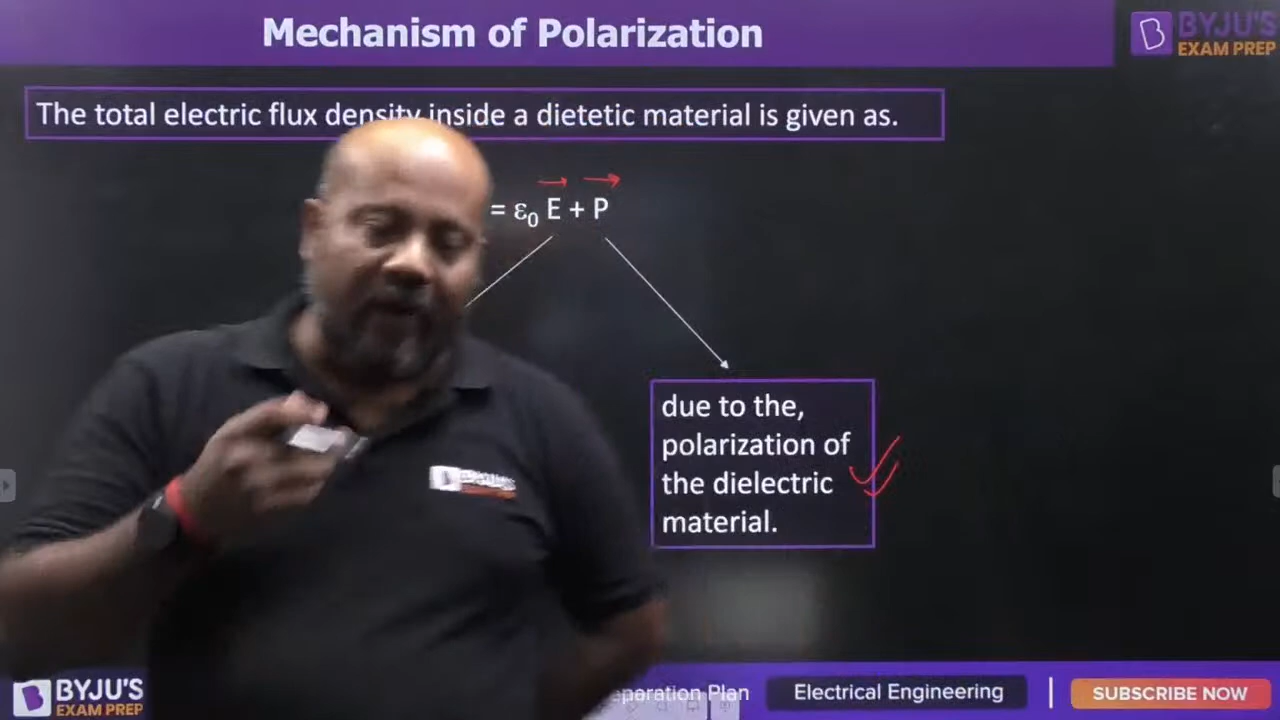 Mechanism of Polarization
BYJU'S
EXAM PREP
The total electric flux density inside a dietetic material is given as.
= ε₀ E + P
due to the,
polarization of
the dielectric
material.
BYJU'S
EXAM PREP
Plan
Electrical Engineering
SUBSCRIBE NOW